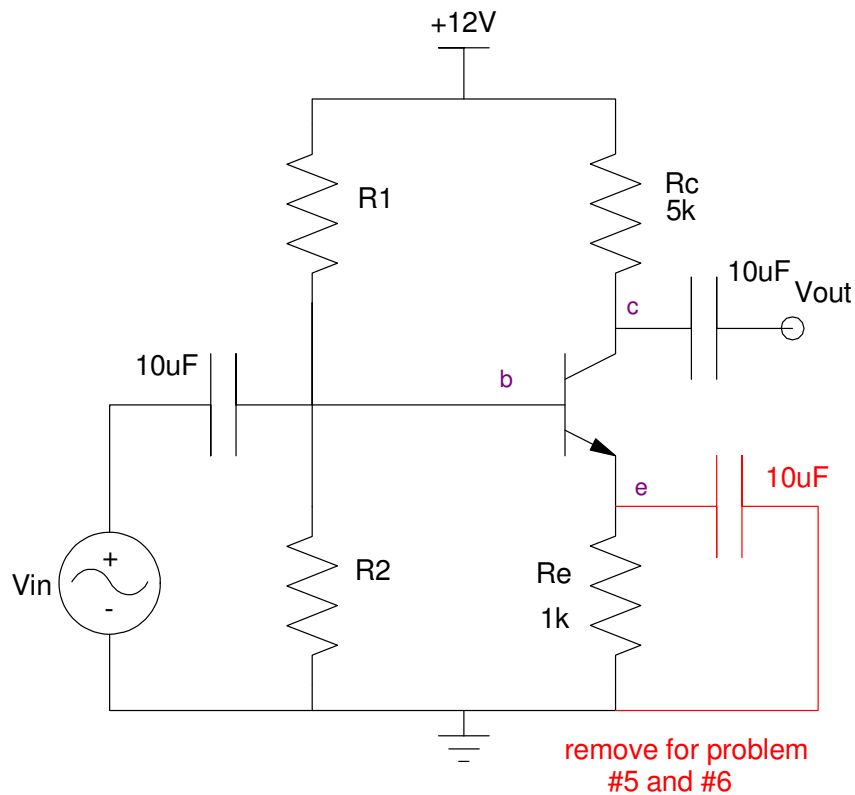 +12V
R1
Rc
5k
10uF
Vout
c
10uF
b
e
10uF
+
Vin
-
R2
Re
1k
remove for problem
#5 and #6